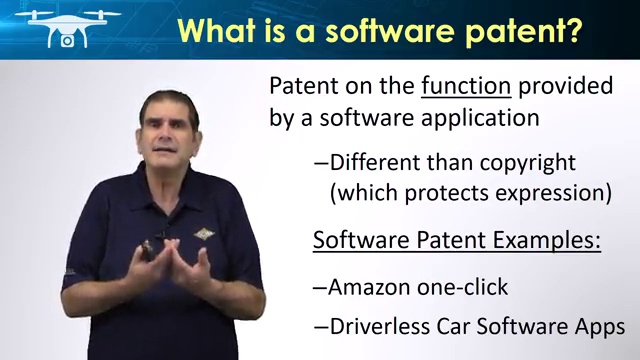 What is a software patent?
Patent on the function provided
by a software application
–Different than copyright
(which protects expression)
Software Patent Examples:
–Amazon one-click
–Driverless Car Software Apps